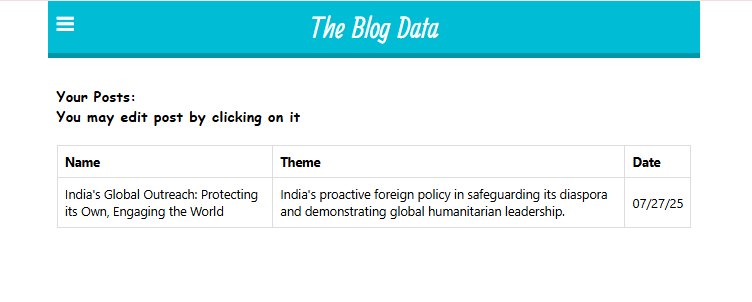 The Blog Data
Your Posts:
You may edit post by clicking on it
Name Theme Date
India's Global Outreach: Protecting
its Own, Engaging the World
India's proactive foreign policy in safeguarding its diaspora
and demonstrating global humanitarian leadership.
07/27/25